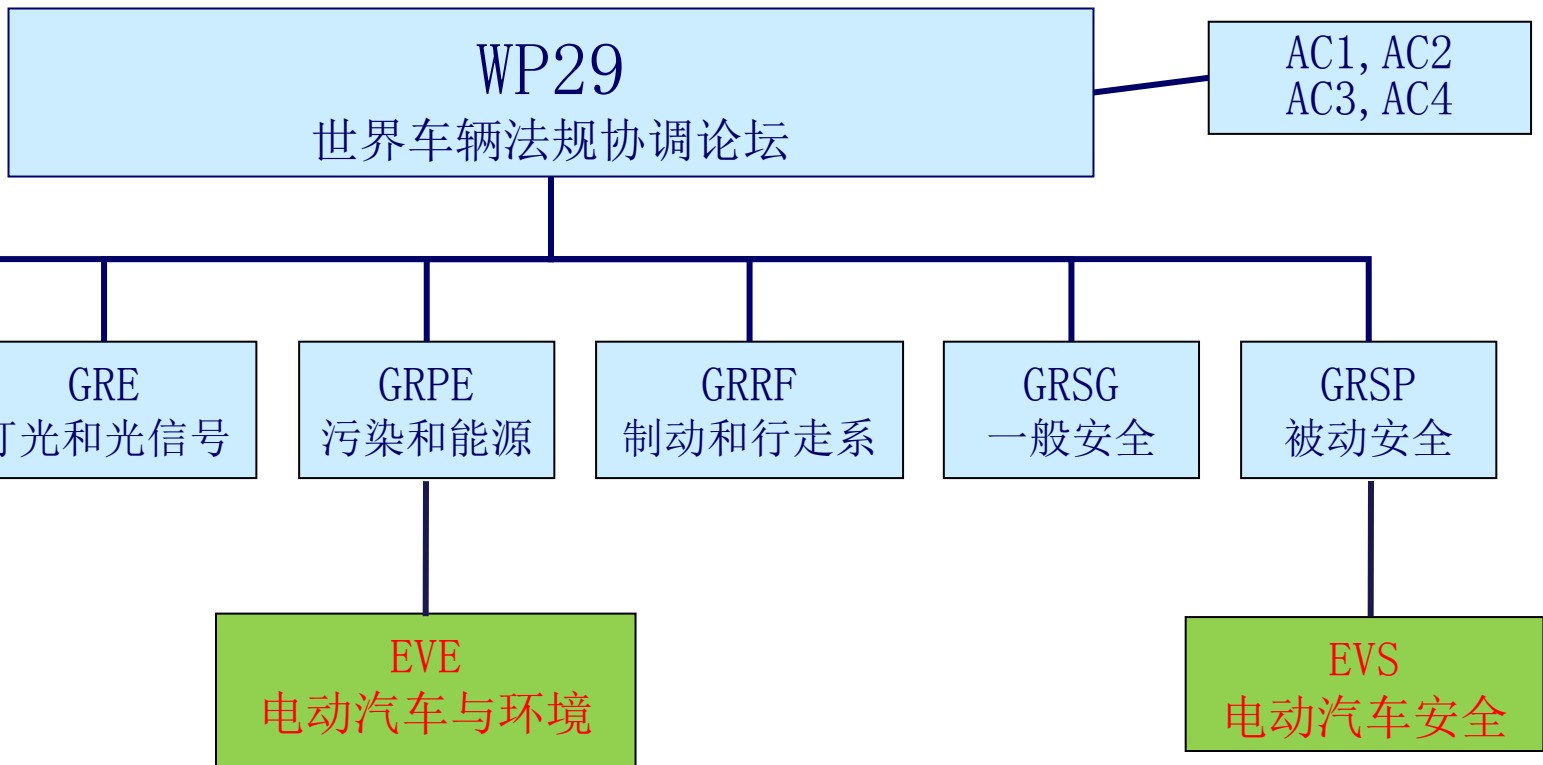 WP29
世界车辆法规协调论坛
AC1, AC2
AC3, AC4
GRE
灯光和光信号
GRPE
污染和能源
GRRF
制动和行走系
GRSG
一般安全
GRSP
被动安全
EVE
电动汽车与环境
EVS
电动汽车安全